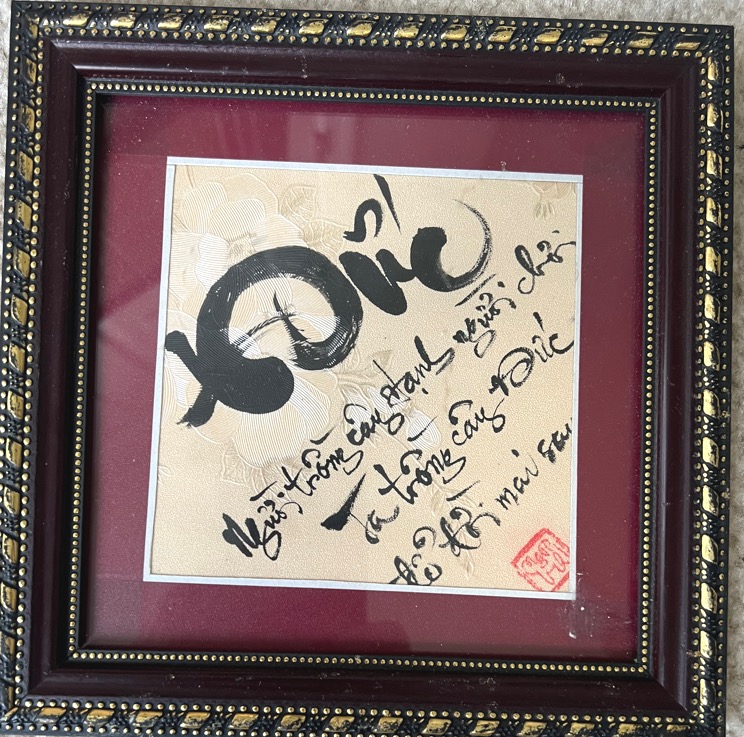 Đức
Người trồng cây hạnh người chơi
Ta trồng cây Đức
để đời mai sau